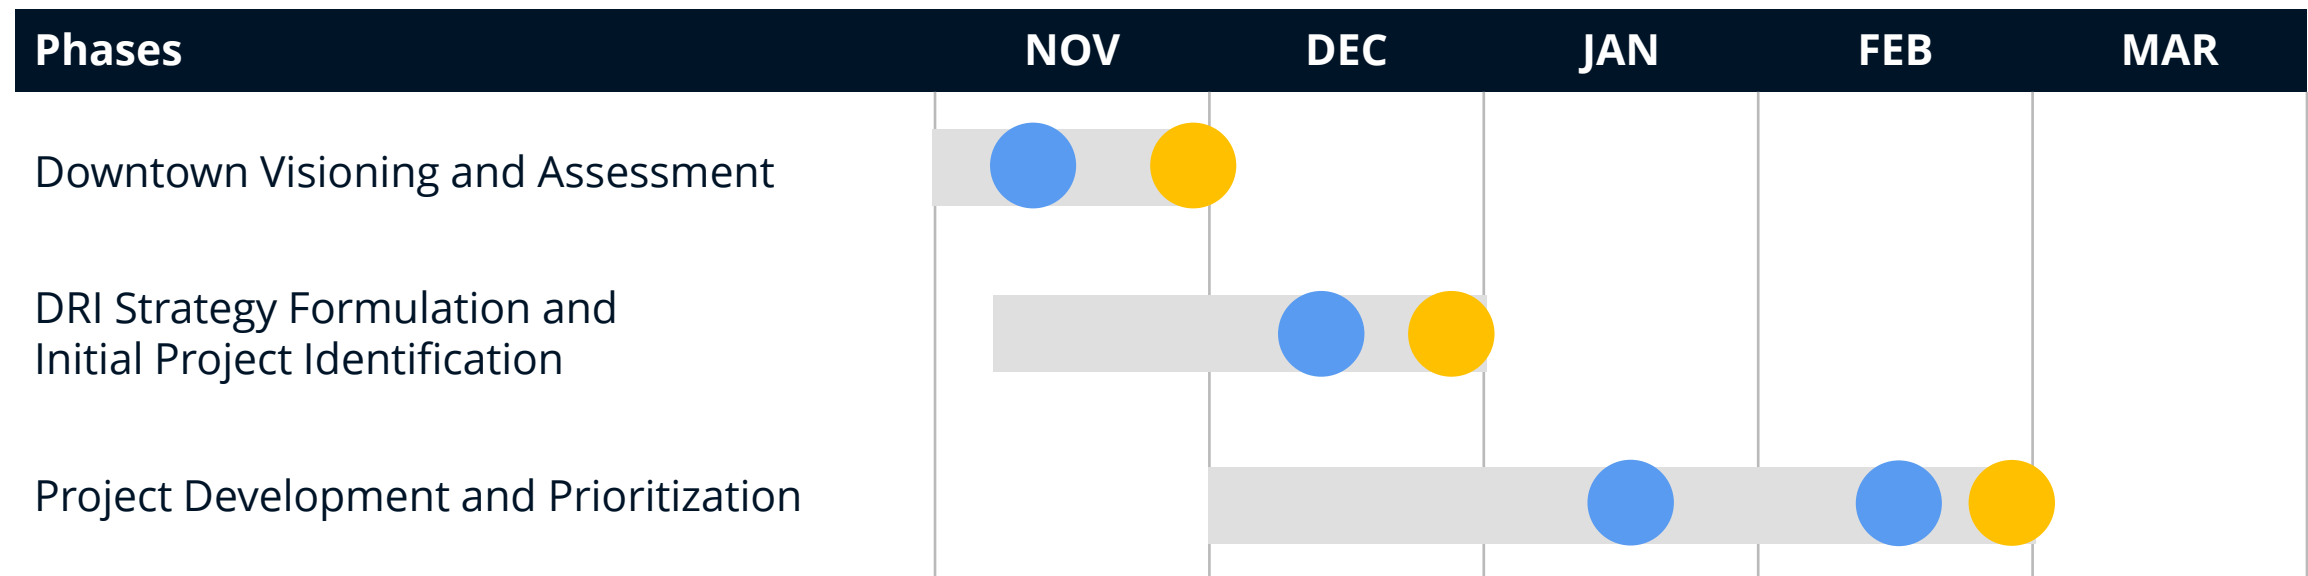 Phases NOV DEC JAN FEB MAR
Downtown Visioning and Assessment
DRI Strategy Formulation and
Initial Project Identification
Project Development and Prioritization